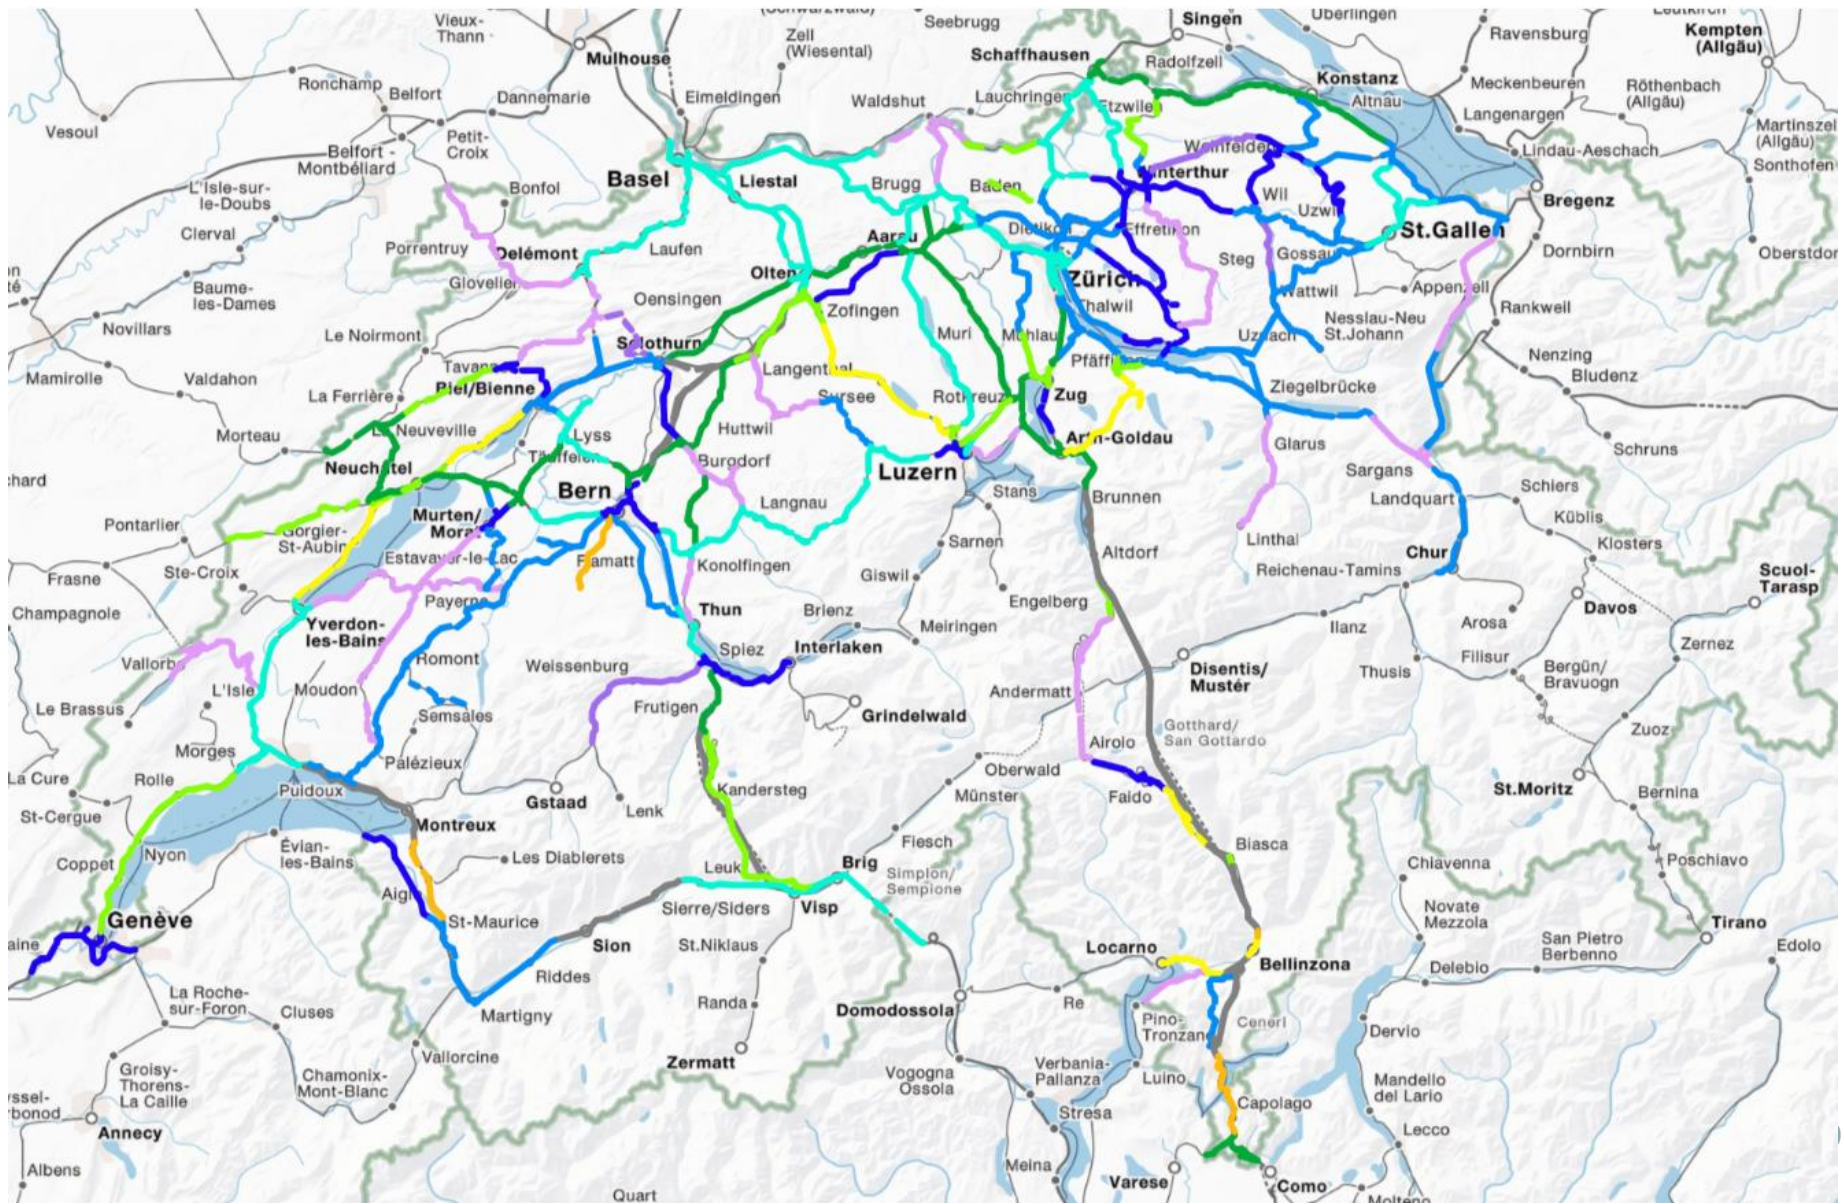 Vieux-
Thann
(Schwarzwald)
Seebrugg
Singen
Überlingen
Leutkirch
Kempten
(Allgäu)
Zell
(Wiesental)
Mulhouse
Schaffhausen
Radolfzell
Ravensburg
Ronchamp
Belfort
Dannemarie
Eimeldingen
Waldshut
Lauchringen
Etzwilen
Konstanz
Altnau
Meckenbeuren
Röthenbach
(Allgäu)
Langenargen
Vesoul
Petit-
Croix
Belfort -
Montbéliard
Martinszel
(Allgäu)
Sonthofen
Lindau-Aeschach
Weinfelden
Basel
Liestal
Brugg
Baden
Winterthur
Wil
Uzwil
Bregenz
L'Isle-sur-
le-Doubs
Bonfol
St.Gallen
Clerval
Porrentruy
Delémont
Laufen
Aarau
Dietikon
Effretikon
Steg
Gossau
Dornbirn
Oberstdor
Baume-
les-Dames
Glovelier
Olten
Zürich
Appenzell
Oensingen
Zofingen
Thalwil
Wattwil
Rankweil
Novillars
Le Noirmont
Solothurn
Muri
Mühlau
Uznach
Nesslau-Neu
St.Johann
Nenzing
Mamirolle
Valdahon
Tavannes
Langenthal
Pfäffikon
Bludenz
La Ferrière
Biel/Bienne
Sursee
Rotkreuz
Zug
Ziegelbrücke
Morteau
La Neuveville
Lyss
Huttwil
Arth-Goldau
Glarus
Schruns
Neuchâtel
Täuffelen
Burgdorf
Luzern
Sargans
chard
Bern
Langnau
Stans
Brunnen
Landquart
Schiers
Pontarlier
Gorgier-
St-Aubin
Murten/
Morat
Küblis
Estavayer-le-Lac
Flamatt
Konolfingen
Sarnen
Altdorf
Linthal
Chur
Klosters
Frasne
Ste-Croix
Giswil
Reichenau-Tamins
Scuol-
Tarasp
Champagnole
Payerne
Thun
Brienz
Engelberg
Davos
Yverdon-
les-Bains
Meiringen
Ilanz
Arosa
Zernez
Vallorbe
Romont
Weissenburg
Spiez
Interlaken
Disentis/
Mustér
Thusis
Filisur
Bergün/
Bravuogn
L'Isle
Moudon
Le Brassus
Semsales
Frutigen
Grindelwald
Andermatt
Gotthard/
San Gottardo
Zuoz
Morges
Palézieux
Airolo
La Cure
Rolle
Puidoux
Oberwald
St.Moritz
Bernina
St-Cergue
Gstaad
Lenk
Kandersteg
Münster
Faido
Montreux
Biasca
Coppet
Nyon
Évian-
les-Bains
Les Diablerets
Fiesch
Chiavenna
Poschiavo
Leuk
Brig
Simplon/
Sempione
Aigle
Genève
St-Maurice
Sierre/Siders
Visp
Novate
Mezzola
Tirano
aine
Sion
St.Niklaus
Locarno
Bellinzona
San Pietro
Berbenno
Edolo
Riddes
Delebio
La Roche-
sur-Foron
Cluses
Martigny
Randa
Domodossola
Re
Pino-
Tronzano
Ceneri
Dervio
Vallorcine
Zermatt
Groisy-
Thorens-
La Caille
Chamonix-
Mont-Blanc
Vogogna
Ossola
Verbania-
Pallanza
Luino
Mandello
del Lario
ssel-
rbonod
Capolago
Annecy
Stresa
Lecco
Albens
Meina
Varese
Como
Molteno
Quart